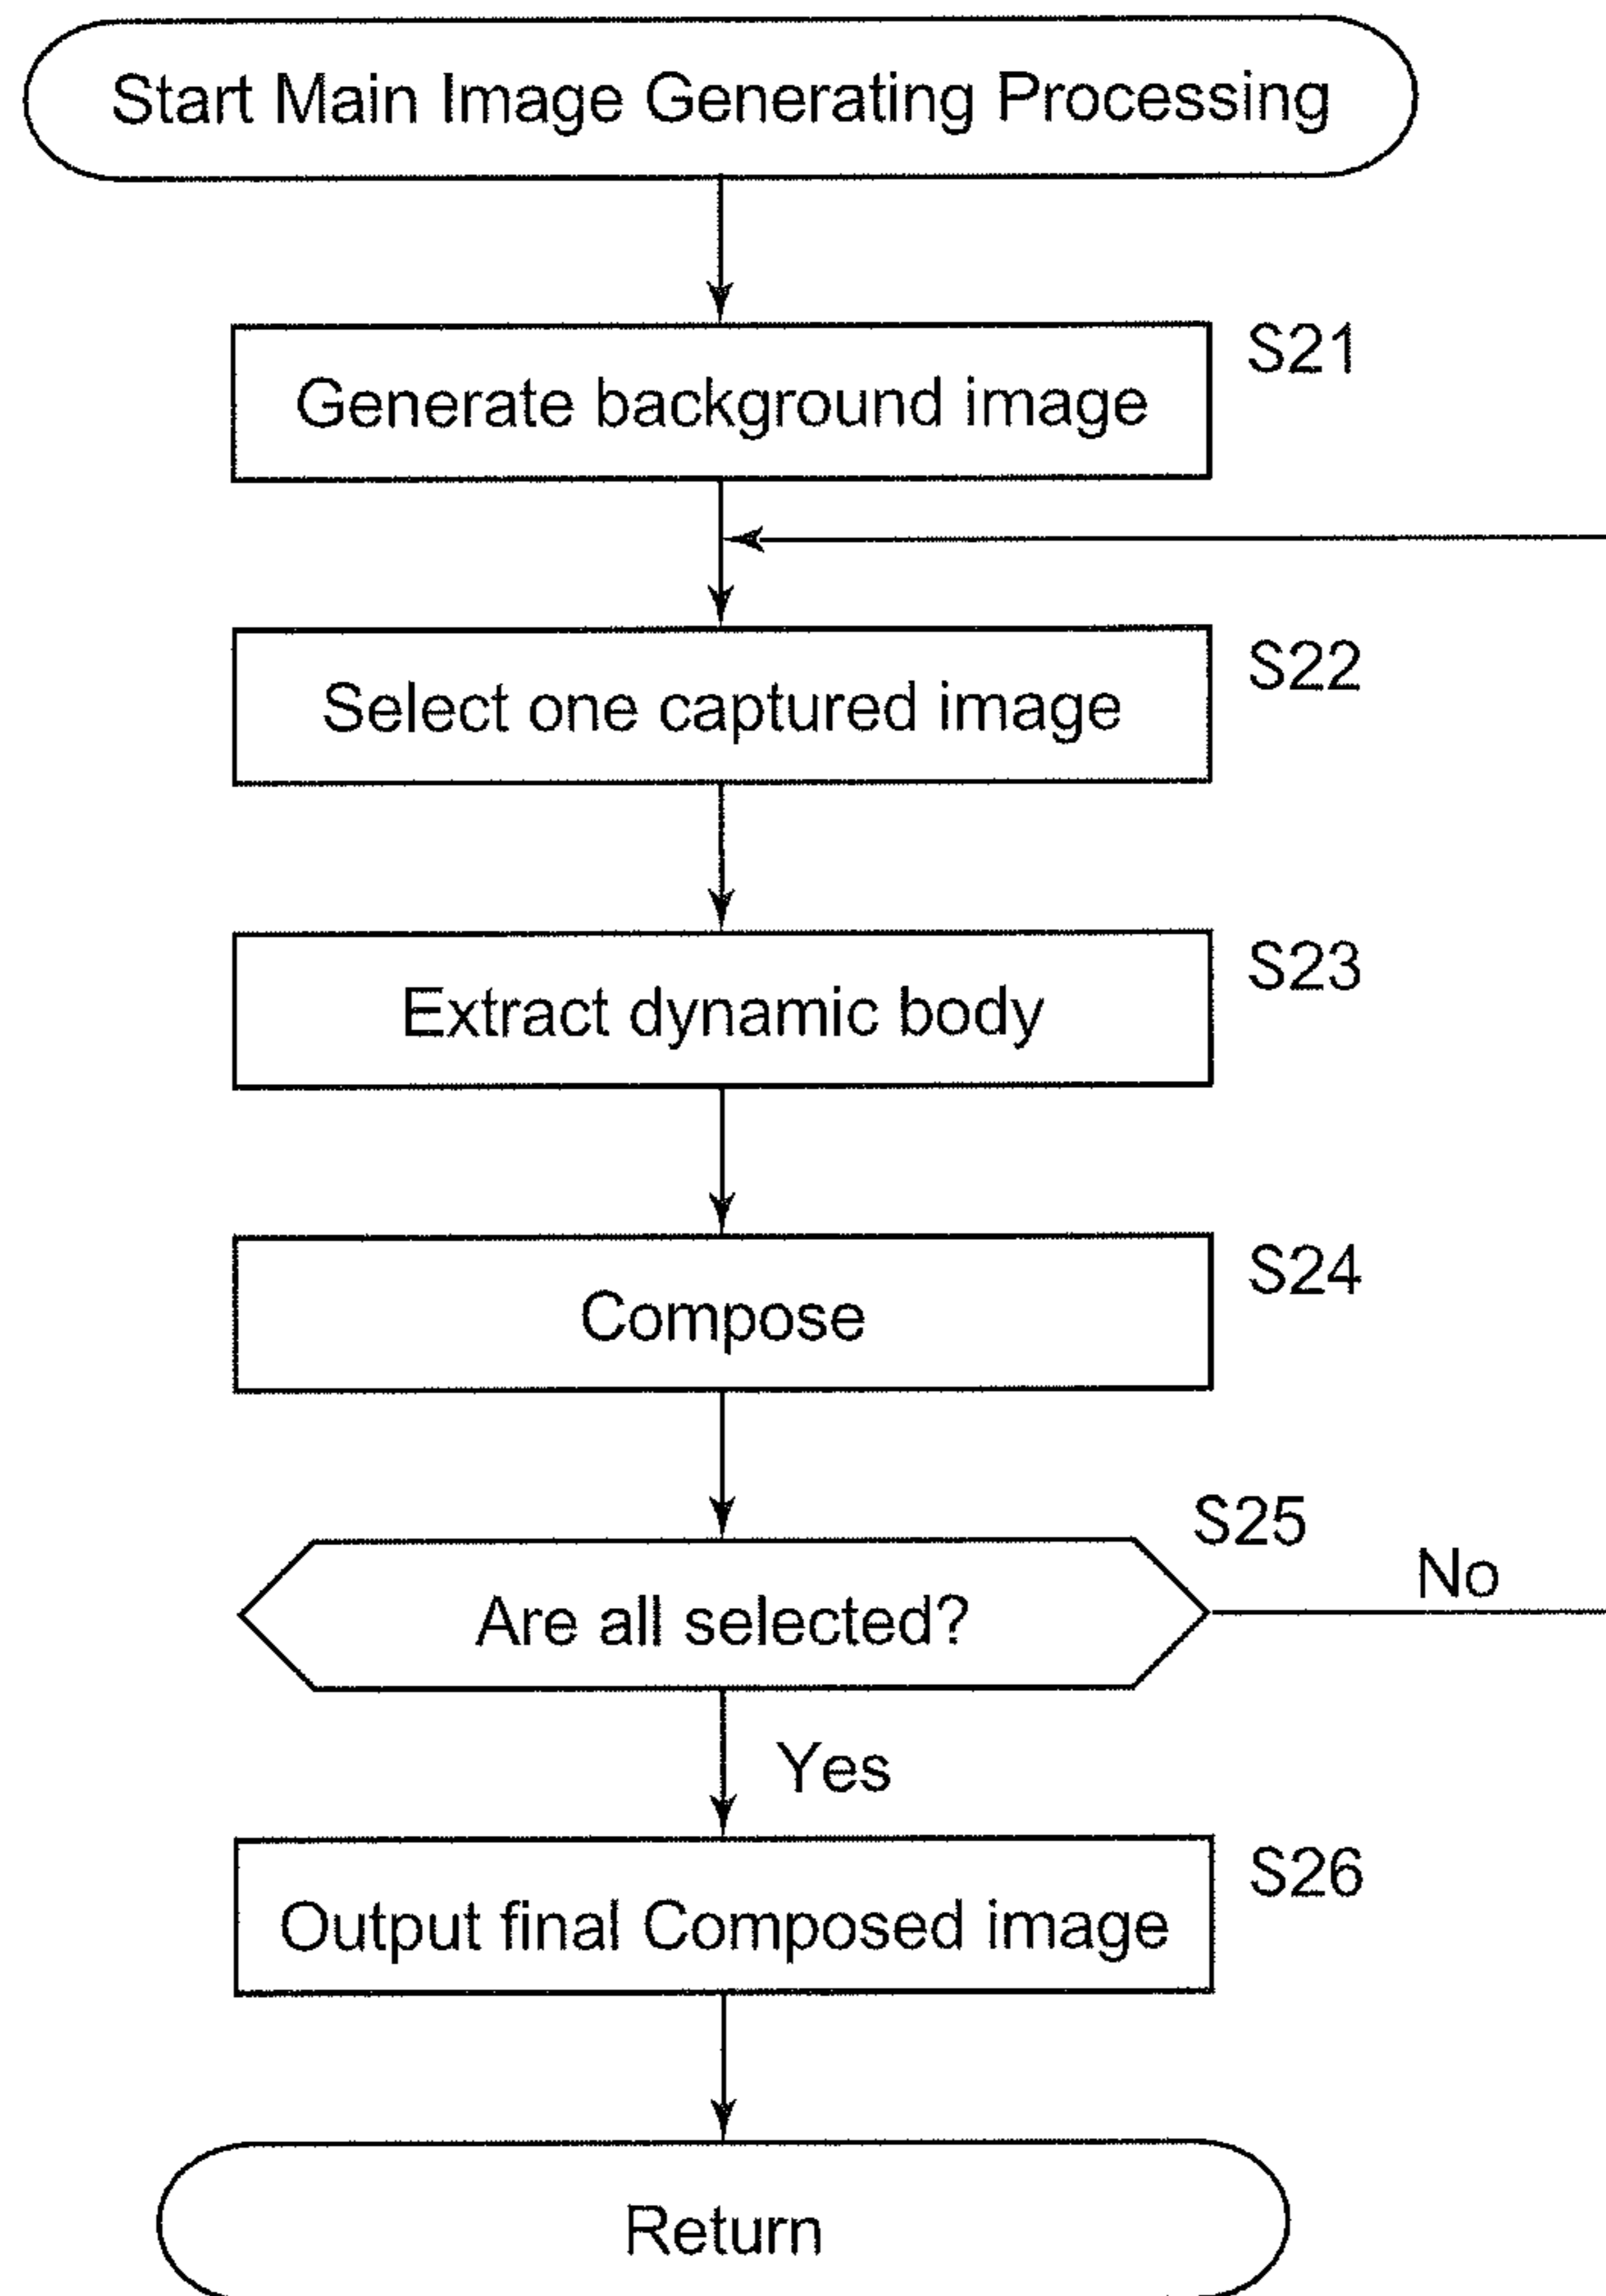 Start Main Image Generating Processing
S21
Generate background image
S22
Select one captured image
S23
Extract dynamic body
S24
Compose
S25
Are all selected?
No
Yes
S26
Output final Composed image
Return